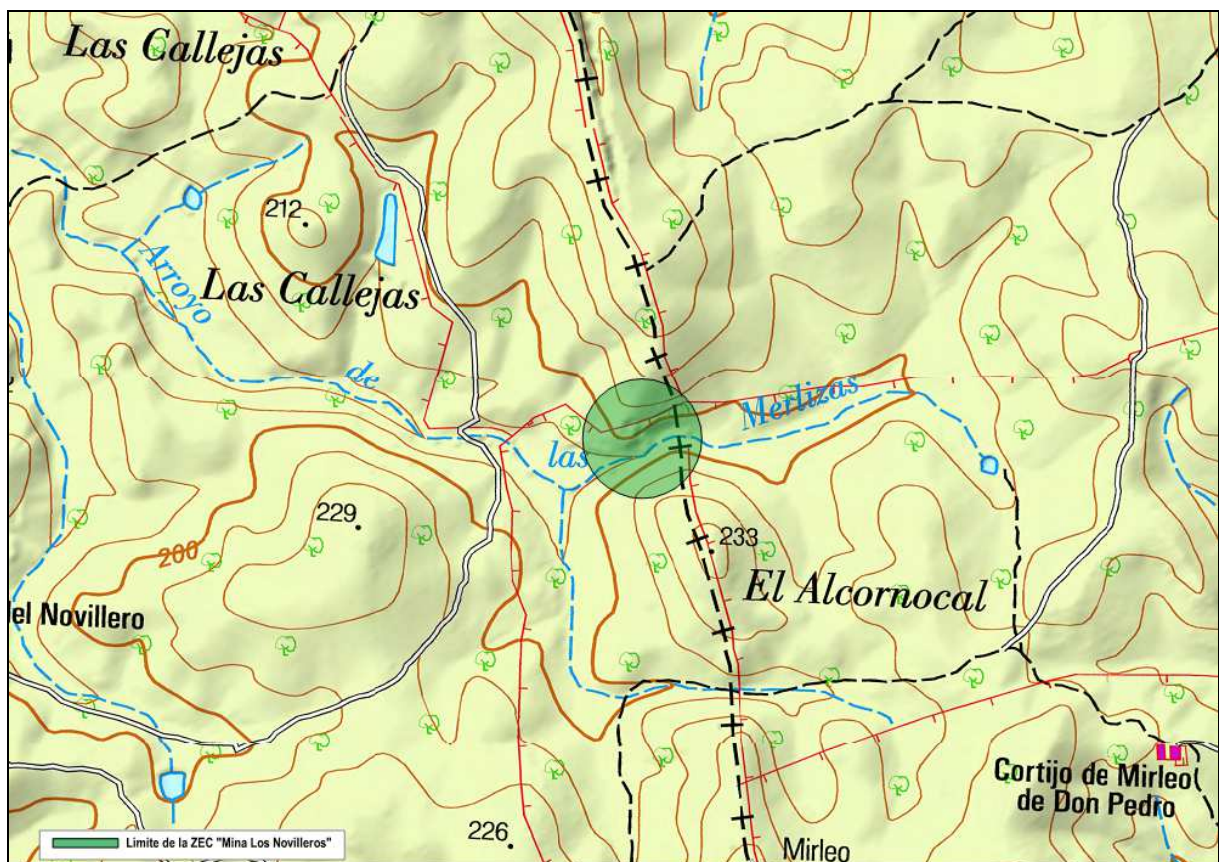 Las Callejas
212
Arroyo
Las Callejas
de
Merlizas
las
229
233
200
El Alcornocal
del Novillero
Cortijo de Mirleo
de Don Pedro
Limite de la ZEC "Mina Los Novilleros"
226
Mirleo